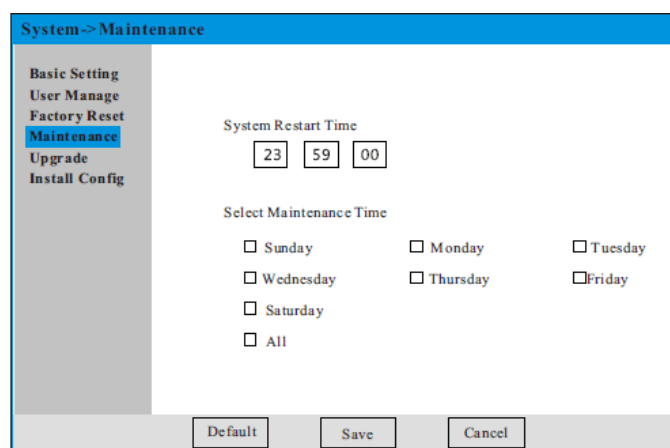 System->Maintenance
Basic Setting
User Manage
Factory Reset
Maintenance
Upgrade
Install Config
System Restart Time
23 59 00
Select Maintenance Time
Sunday Monday Tuesday
Wednesday Thursday Friday
Saturday
All
Default Save Cancel